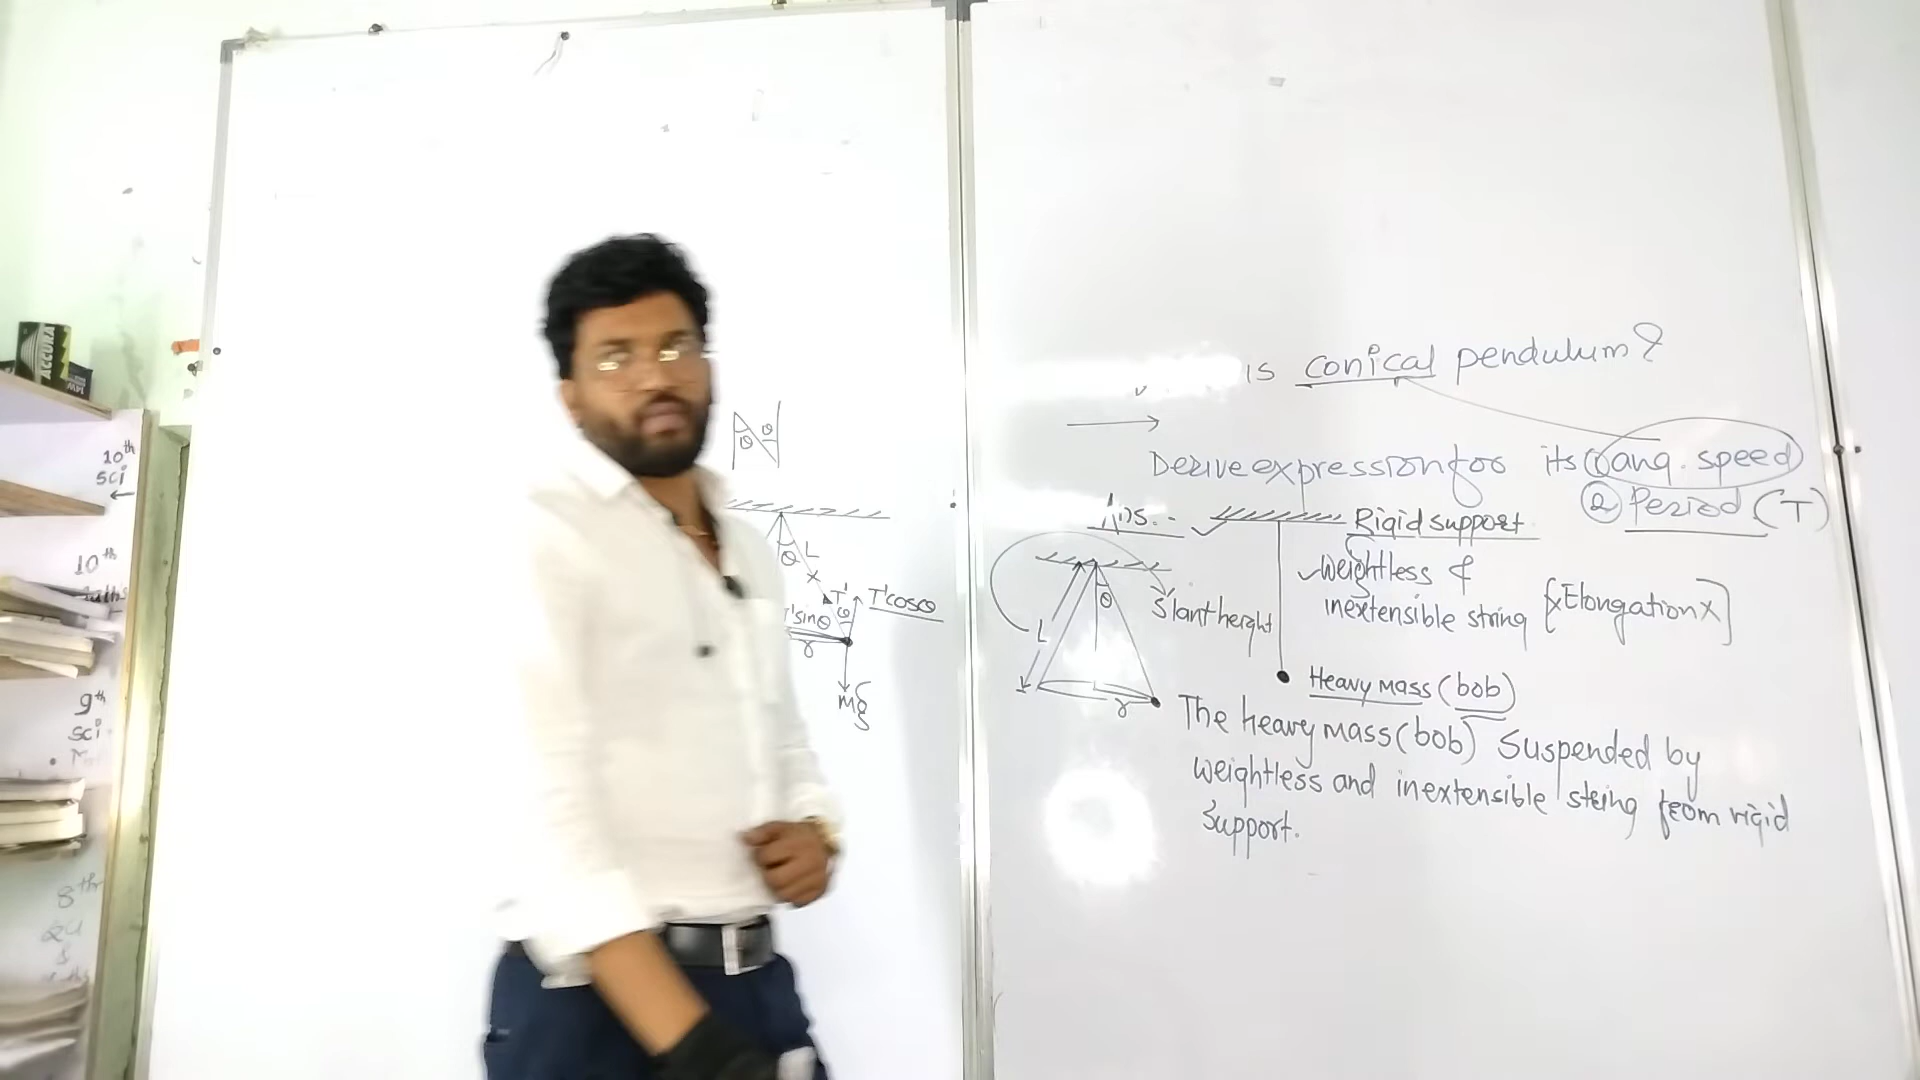 ACCURA
10th
sci
10th
9th
sci
8th
θ θ
L
θ
T' θ T'cosθ
T'sinθ
r
mg
is conical pendulum?
Derive expression for its ① ang. speed
② Period (T)
Ans.-
Rigid support
weightless &
inextensible string {Elongation x}
θ
Slant height
L
Heavy mass (bob)
r
The heavy mass (bob) Suspended by
weightless and inextensible string from rigid
support.